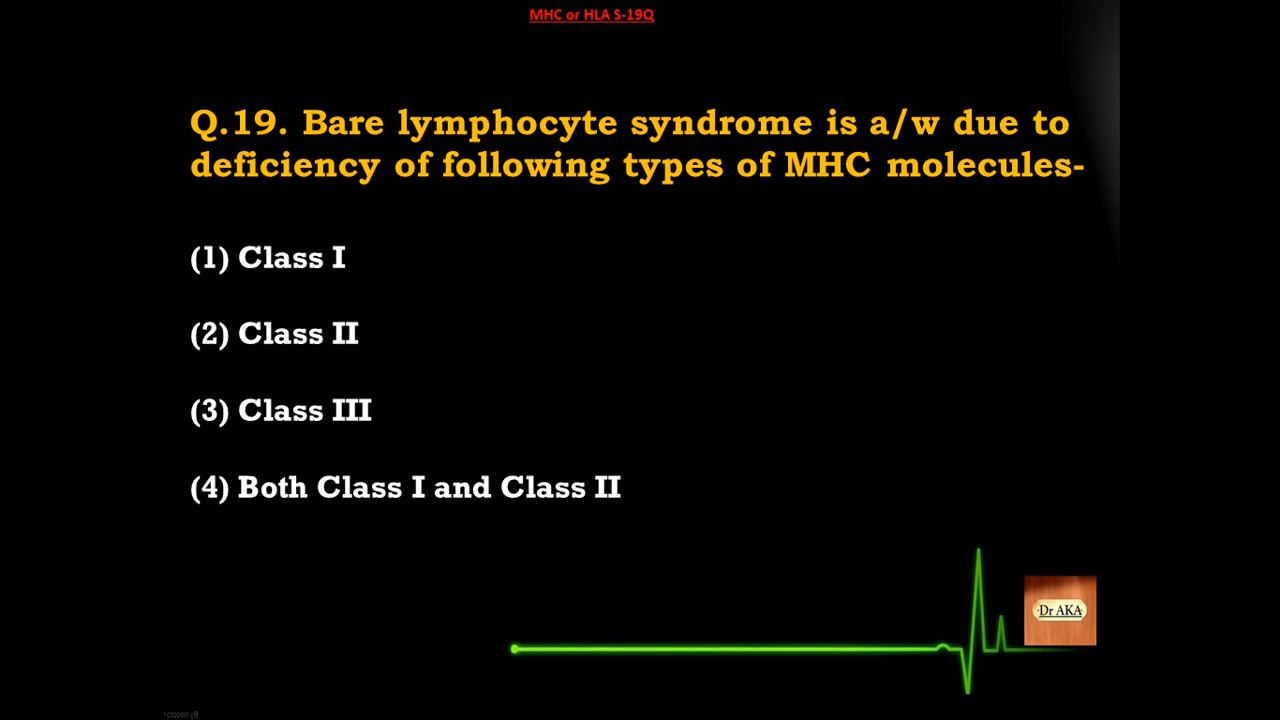 MHC or HLA S-19Q
Q.19. Bare lymphocyte syndrome is a/w due to
deficiency of following types of MHC molecules-
(1) Class I
(2) Class II
(3) Class III
(4) Both Class I and Class II
Dr AKA